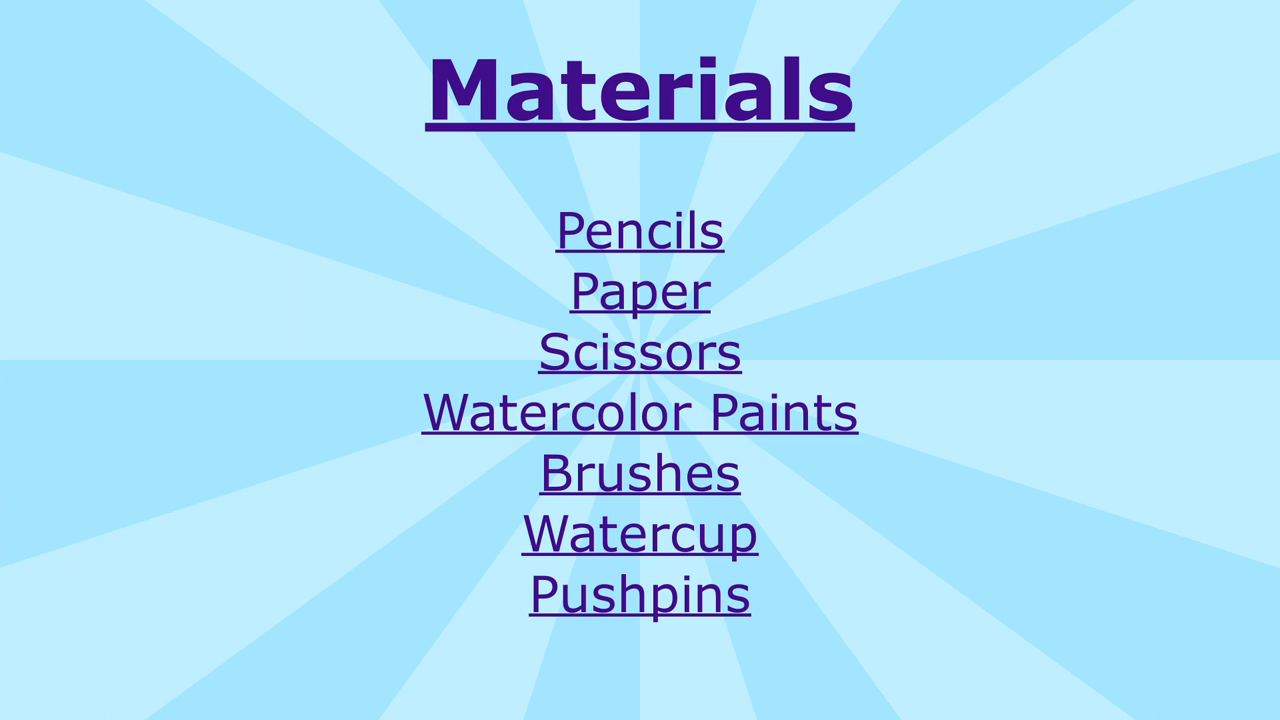 Materials
Pencils
Paper
Scissors
Watercolor Paints
Brushes
Watercup
Pushpins